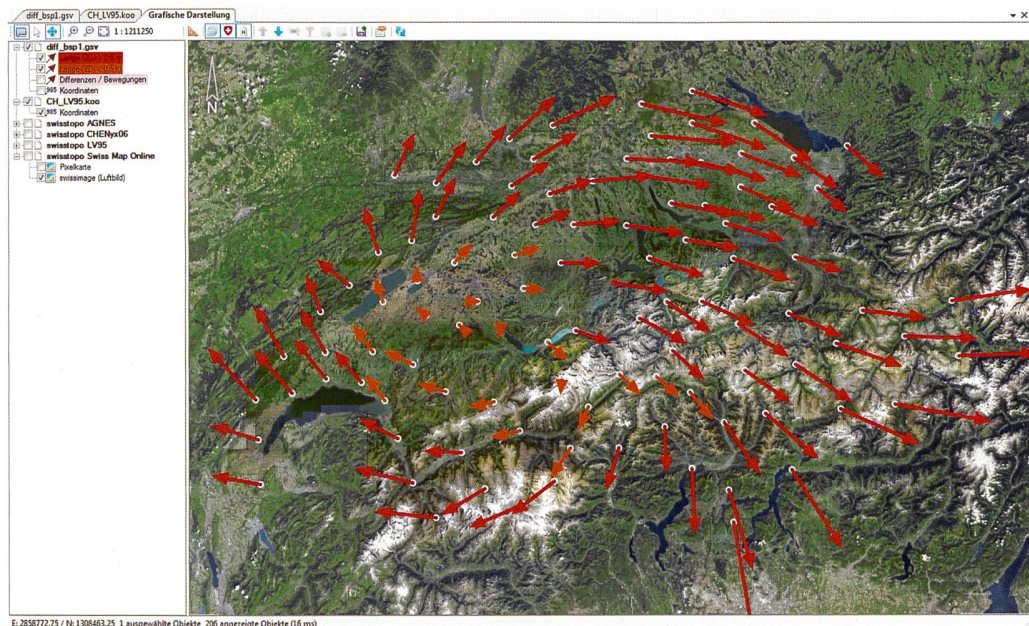 diff_bsp1.gsv CH_LV95.koo Grafische Darstellung
1 : 1211250
diff_bsp1.gsv
Differenzen / Bewegungen
985 Koordinaten
CH_LV95.koo
985 Koordinaten
swisstopo AGNES
swisstopo CHENyx06
swisstopo LV95
swisstopo Swiss Map Online
Pixelkarte
swissimage (Luftbild)
N
E: 2858772.75 / N: 1308463.25 1 ausgewählte Objekte 206 angezeigte Objekte (16 ms)